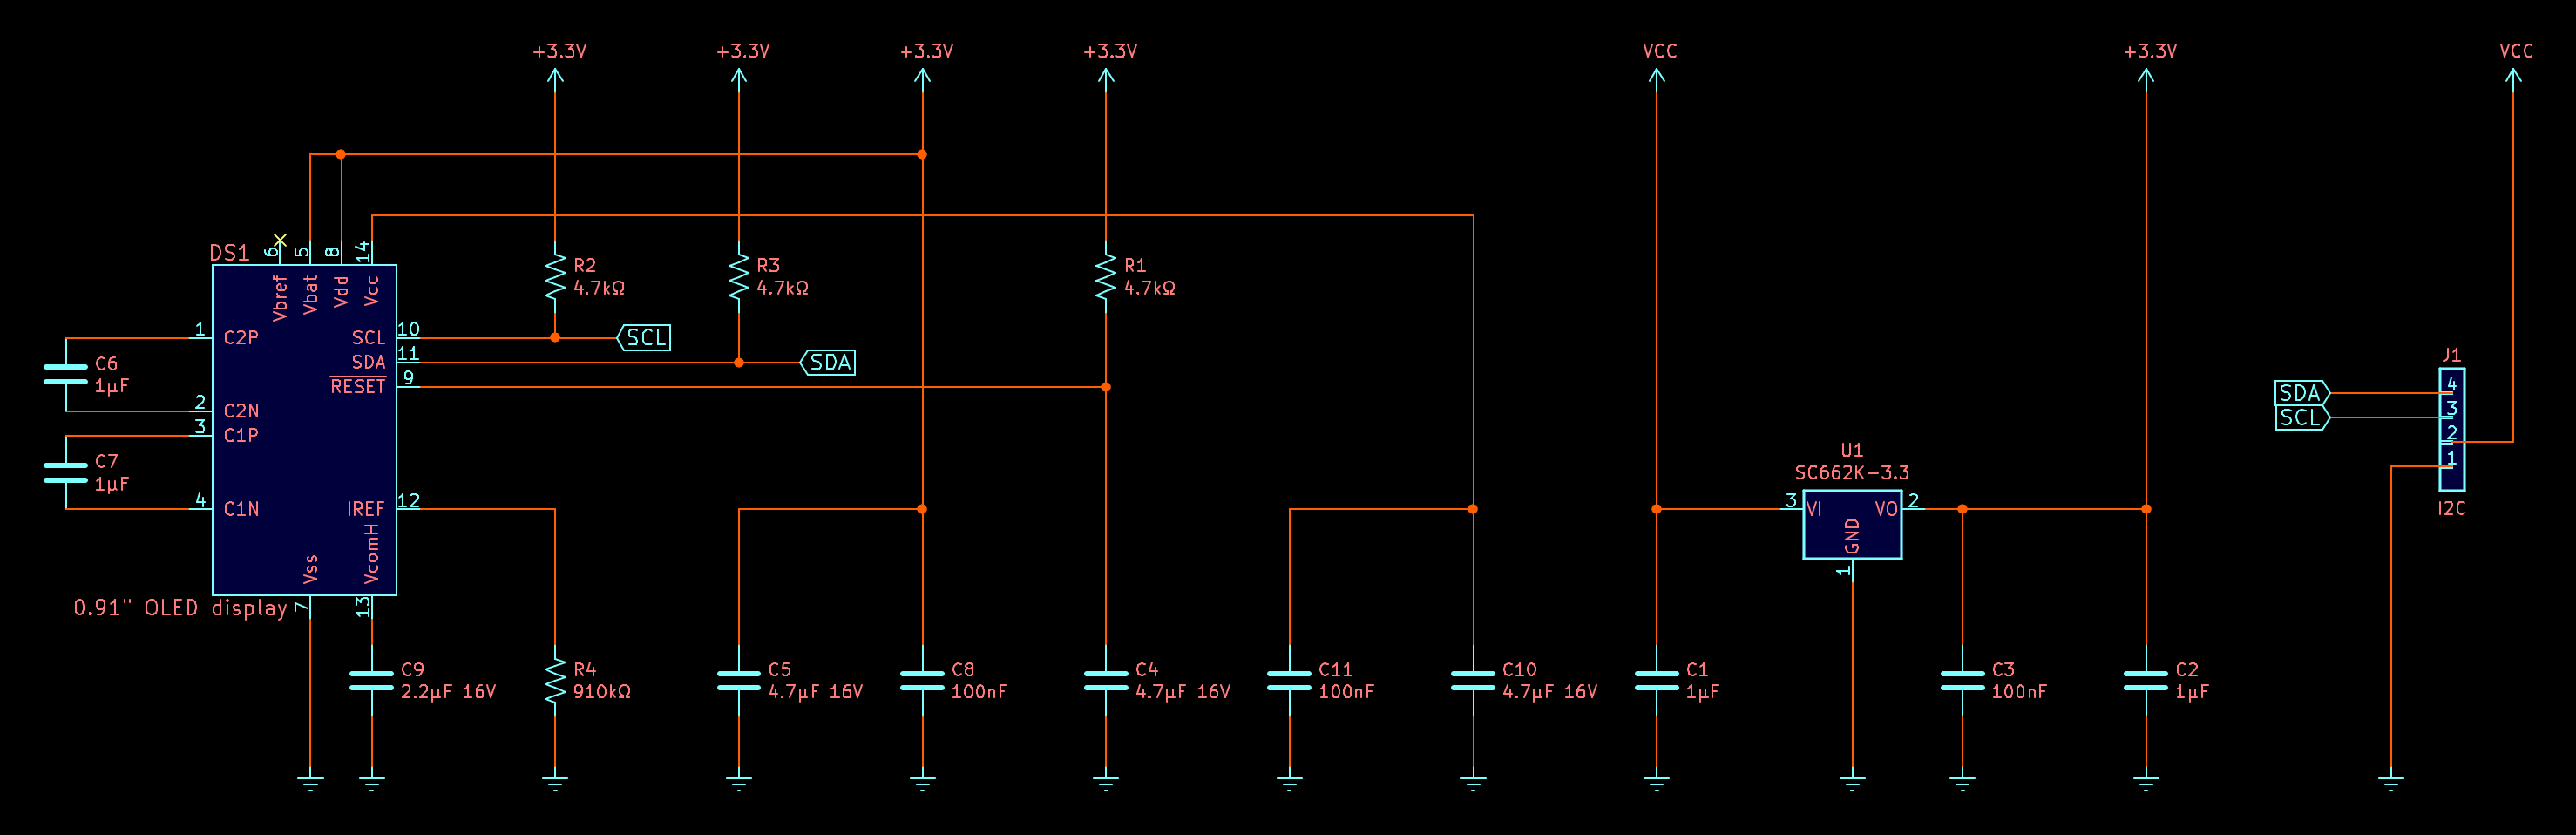 +3.3V
+3.3V
+3.3V
+3.3V
VCC
+3.3V
VCC
DS1
6
5
8
14
Vbref
Vbat
Vdd
Vcc
1
C2P
2
C2N
3
C1P
4
C1N
SCL
10
SDA
11
RESET
9
IREF
12
Vss
7
VcomH
13
0.91" OLED display
C6
1µF
C7
1µF
R2
4.7kΩ
R3
4.7kΩ
R1
4.7kΩ
SCL
SDA
C9
2.2µF 16V
R4
910kΩ
C5
4.7µF 16V
C8
100nF
C4
4.7µF 16V
C11
100nF
C10
4.7µF 16V
C1
1µF
U1
SC662K-3.3
3
VI
VO
2
GND
1
C3
100nF
C2
1µF
SDA
SCL
J1
4
3
2
1
I2C